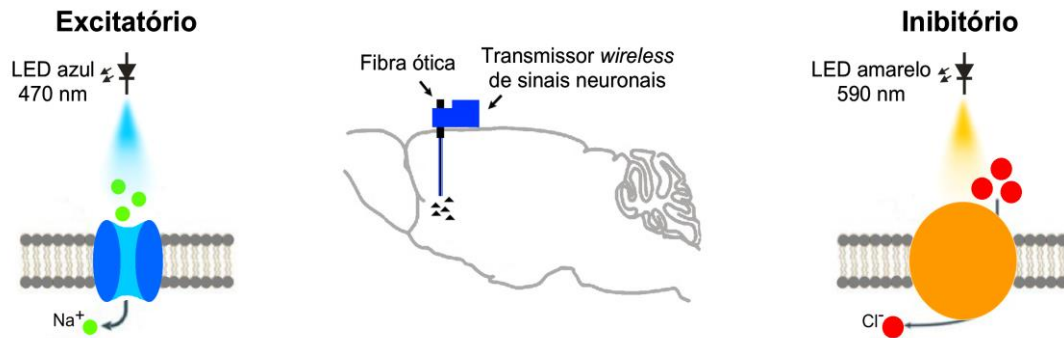 Excitatório
LED azul
470 nm
Na+
Fibra ótica
Transmissor wireless
de sinais neuronais
Inibitório
LED amarelo
590 nm
Cl-